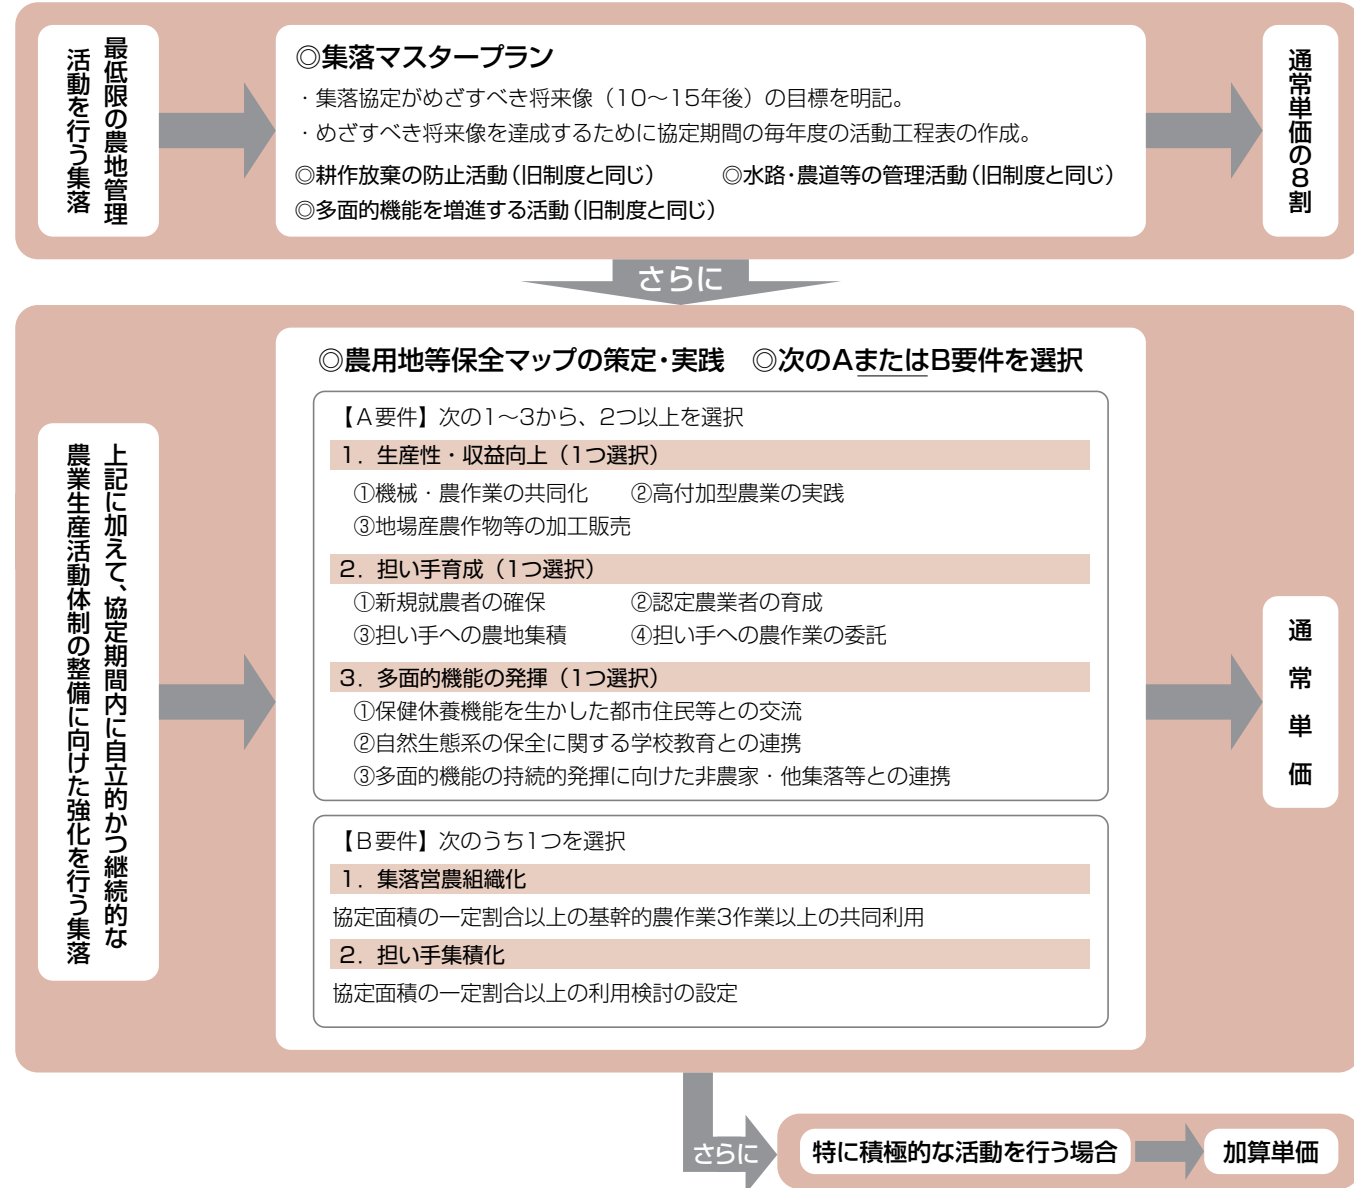 最低限の農地管理
活動を行う集落
◎集落マスタープラン
・集落協定がめざすべき将来像（10〜15年後）の目標を明記。
・めざすべき将来像を達成するために協定期間の毎年度の活動工程表の作成。
◎耕作放棄の防止活動（旧制度と同じ）　◎水路・農道等の管理活動（旧制度と同じ）
◎多面的機能を増進する活動（旧制度と同じ）
通常単価の8割
さらに
上記に加えて、協定期間内に自立的かつ継続的な
農業生産活動体制の整備に向けた強化を行う集落
◎農用地等保全マップの策定・実践　◎次のAまたはB要件を選択
【A要件】次の1〜3から、2つ以上を選択
1．生産性・収益向上（1つ選択）
①機械・農作業の共同化　②高付加型農業の実践
③地場産農作物等の加工販売
2．担い手育成（1つ選択）
①新規就農者の確保　②認定農業者の育成
③担い手への農地集積　④担い手への農作業の委託
3．多面的機能の発揮（1つ選択）
①保健休養機能を生かした都市住民等との交流
②自然生態系の保全に関する学校教育との連携
③多面的機能の持続的発揮に向けた非農家・他集落等との連携
【B要件】次のうち1つを選択
1．集落営農組織化
協定面積の一定割合以上の基幹的農作業3作業以上の共同利用
2．担い手集積化
協定面積の一定割合以上の利用検討の設定
通常単価
さらに
特に積極的な活動を行う場合
加算単価